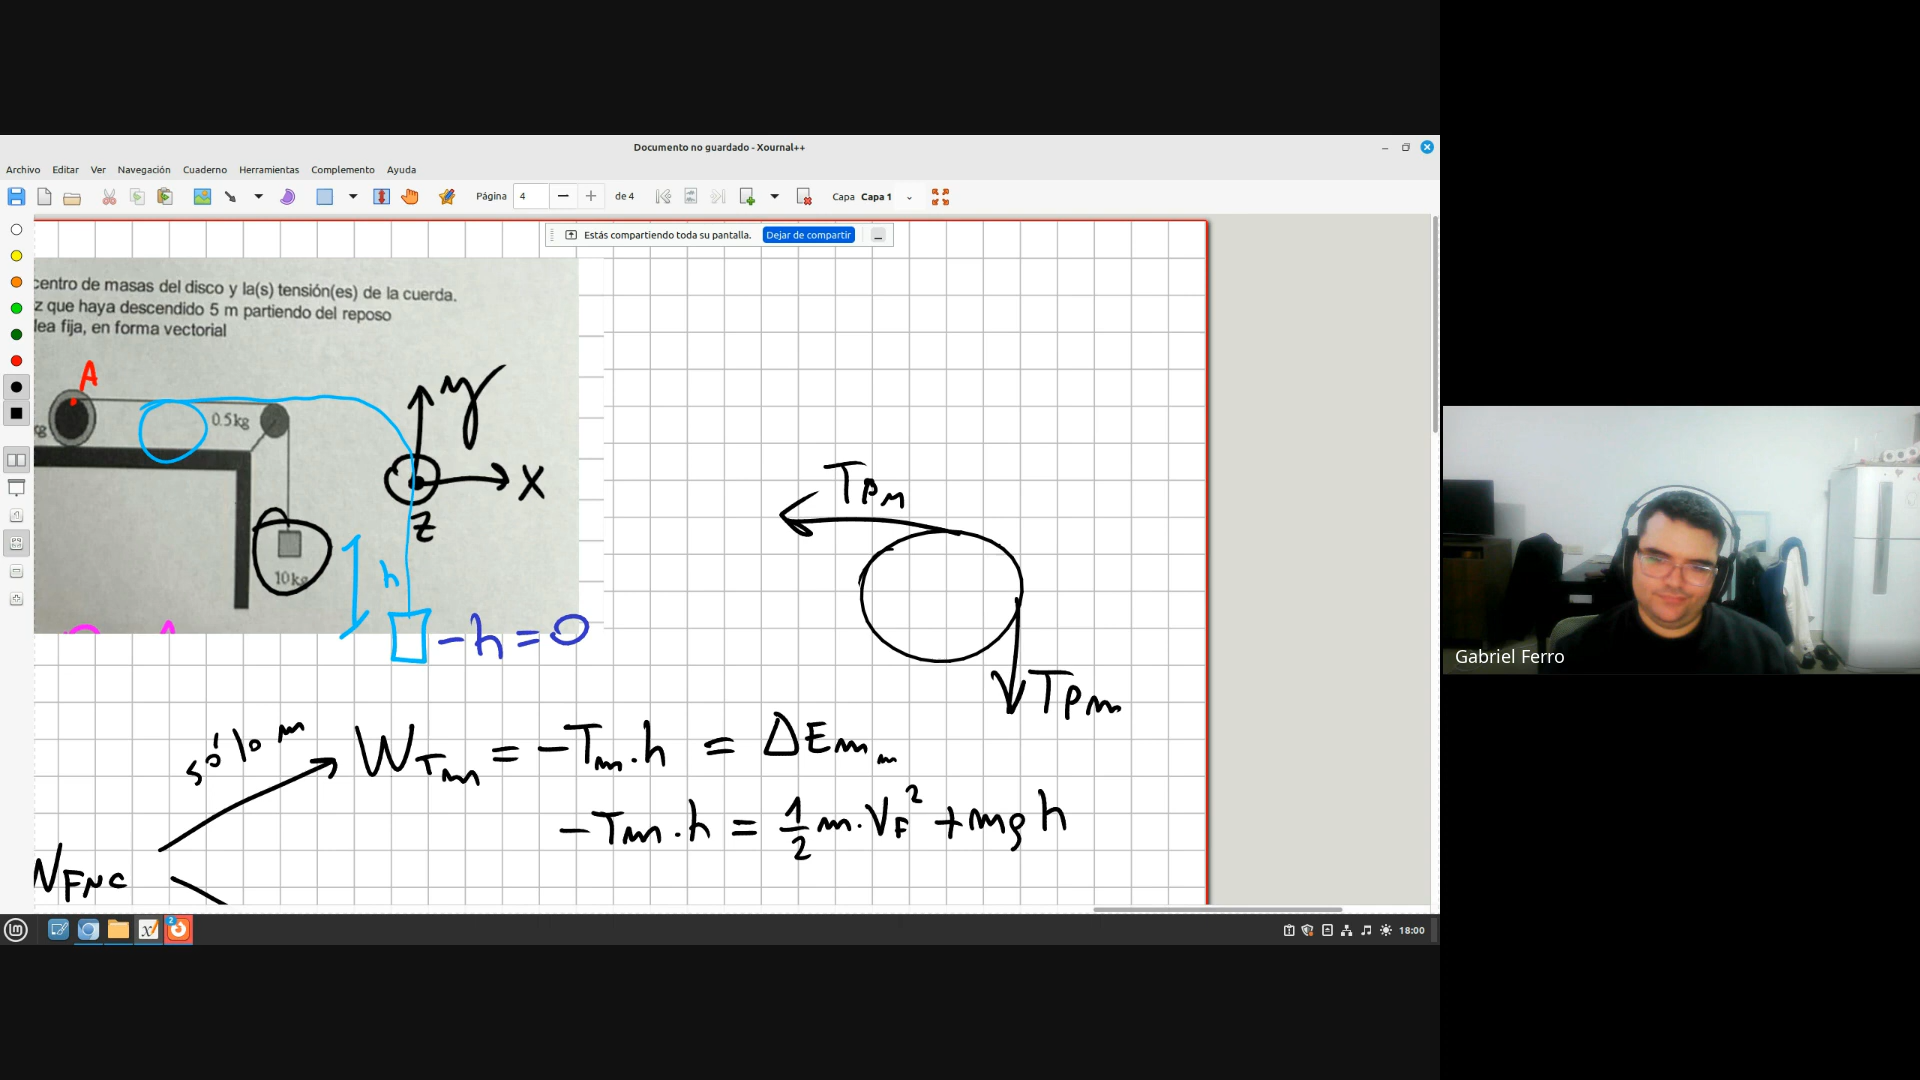 Documento no guardado - Xournal++
Archivo Editar Ver Navegación Cuaderno Herramientas Complemento Ayuda
Página 4 de 4 Capa Capa 1
Estás compartiendo toda su pantalla. Dejar de compartir
centro de masas del disco y la(s) tensión(es) de la cuerda.
z que haya descendido 5 m partiendo del reposo
lea fija, en forma vectorial
A
y
0.5kg
kg
x
z
TPM
h
10kg
-h=0
TPm
sólo m
WTm = -Tm.h = ΔEmm
-Tm.h = 1/2 m.VF² + mgh
WFNC
Gabriel Ferro
2
18:00